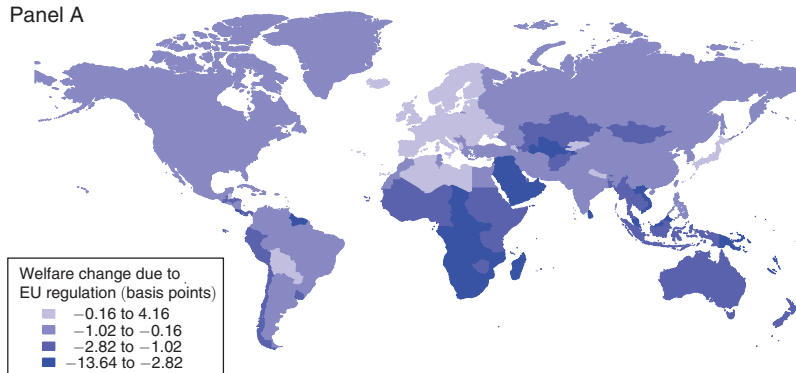 Panel A
Welfare change due to
EU regulation (basis points)
−0.16 to 4.16
−1.02 to −0.16
−2.82 to −1.02
−13.64 to −2.82